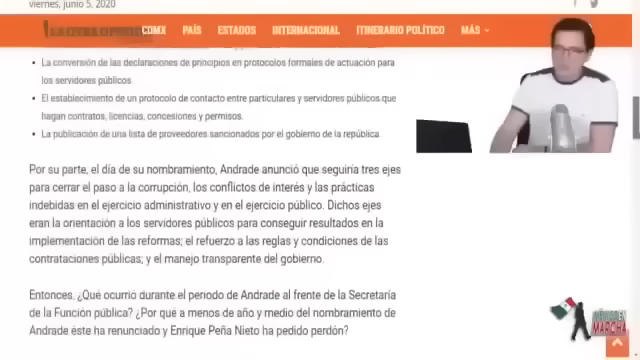 viernes, junio 5, 2020
CDMX PAÍS ESTADOS INTERNACIONAL ITINERARIO POLÍTICO MÁS
La conversión de las declaraciones de principios en protocolos formales de actuación para
los servidores públicos.
El establecimiento de un protocolo de contacto entre particulares y servidores públicos que
hagan contratos, licencias, concesiones y permisos.
La publicación de una lista de proveedores sancionados por el gobierno de la república.
Por su parte, el día de su nombramiento, Andrade anunció que seguiría tres ejes
para cerrar el paso a la corrupción, los conflictos de interés y las prácticas
indebidas en el ejercicio administrativo y en el ejercicio público. Dichos ejes
eran la orientación a los servidores públicos para conseguir resultados en la
implementación de las reformas; el refuerzo a las reglas y condiciones de las
contrataciones públicas; y el manejo transparente del gobierno.
Entonces, ¿Qué ocurrió durante el periodo de Andrade al frente de la Secretaría
de la Función pública? ¿Por qué a menos de año y medio del nombramiento de
Andrade éste ha renunciado y Enrique Peña Nieto ha pedido perdón?
MÉXICO EN
MARCHA